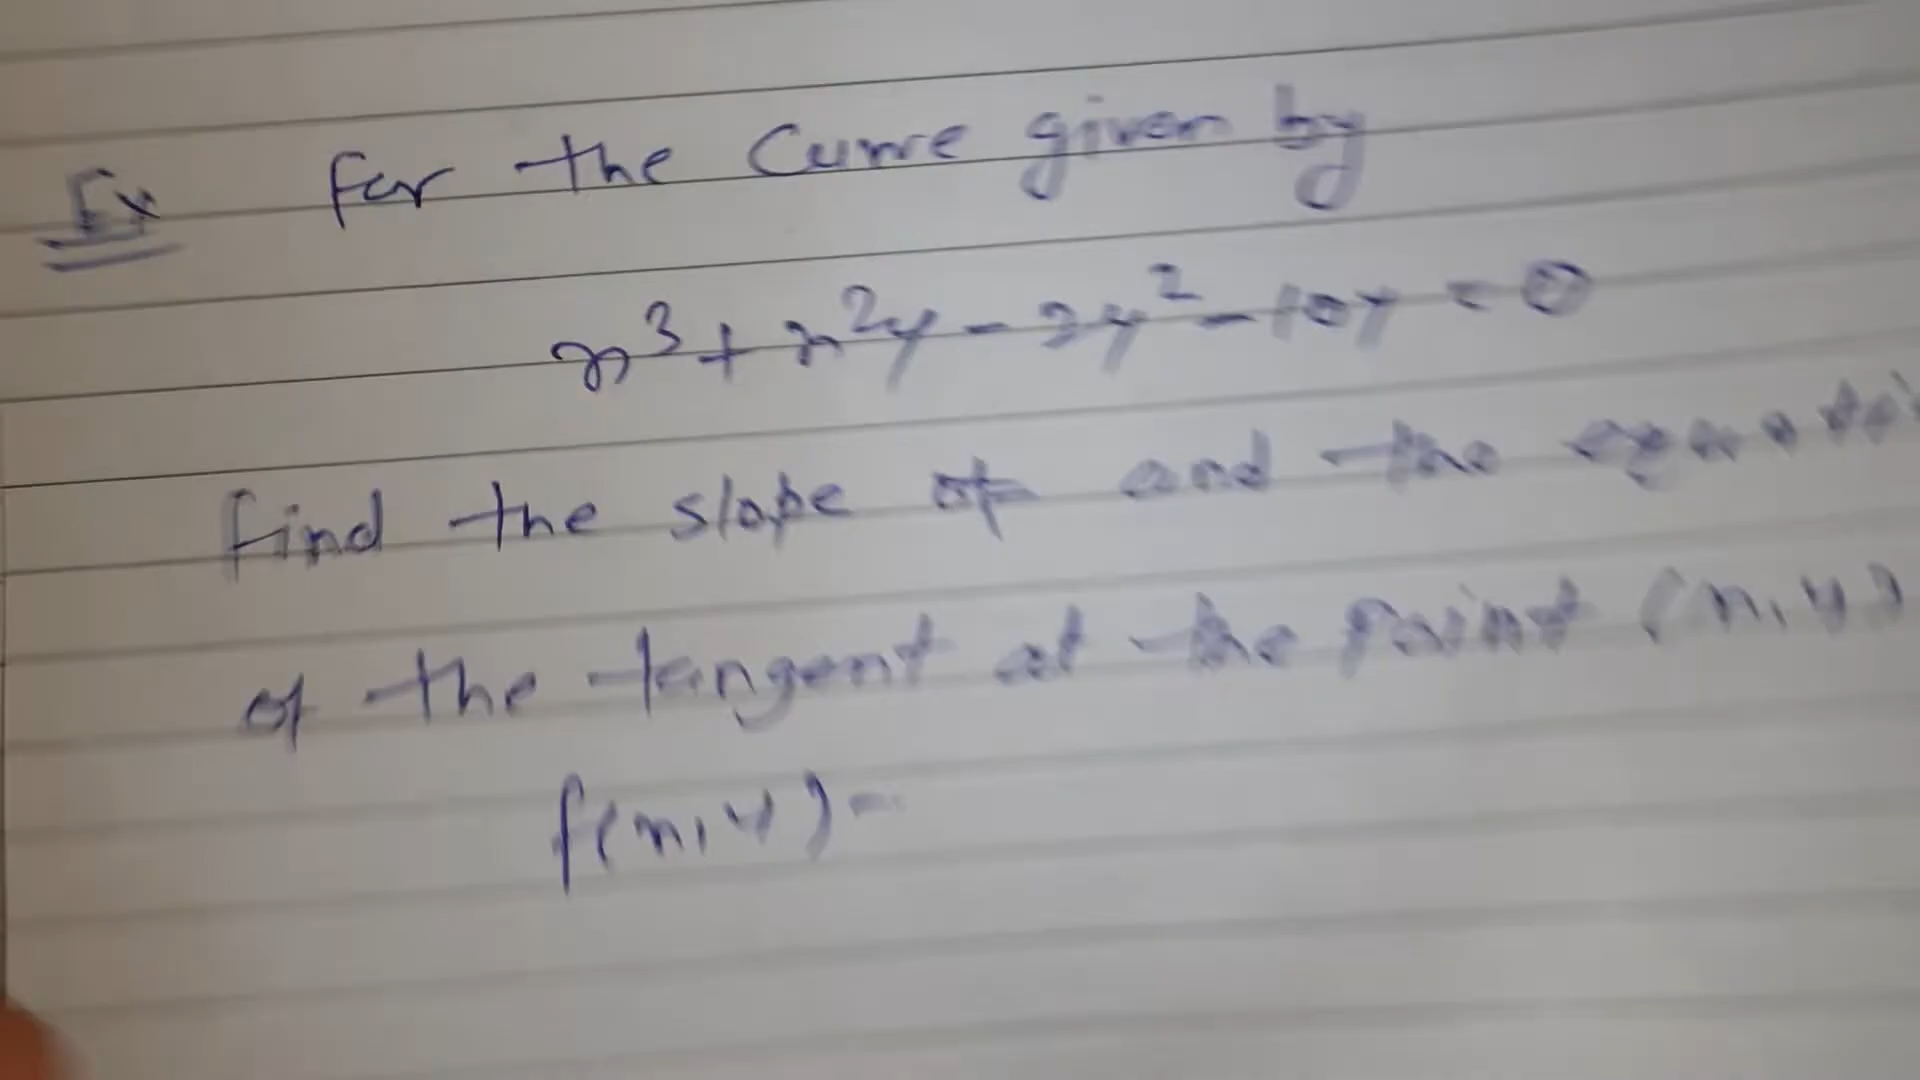 Ex For the Curve given by
x³ + x²y - 2y² - 10y = 0
find the slope of and the equati
of the tangent at the Point (x, y)
f(x, y) =